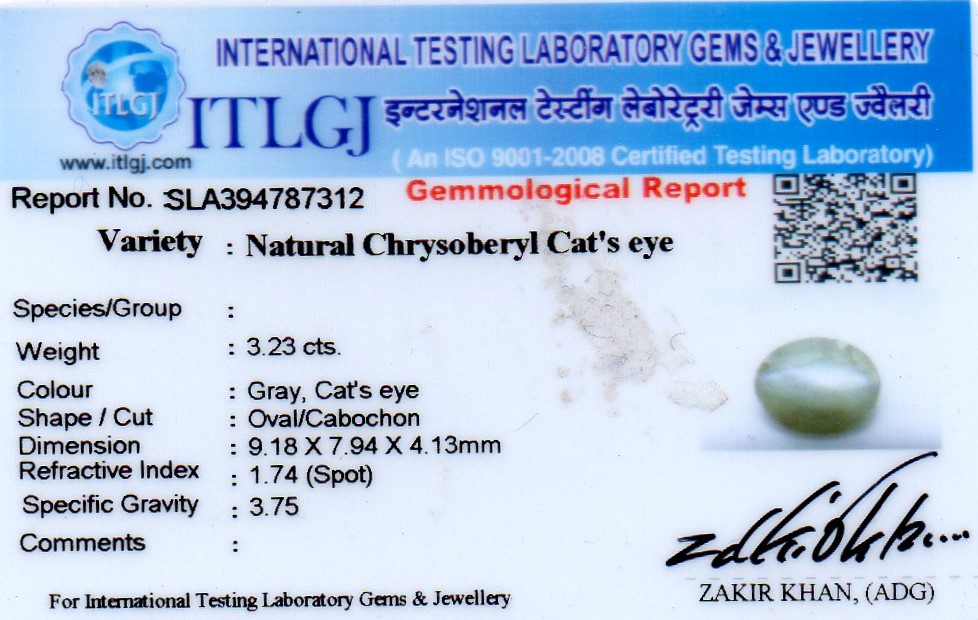 INTERNATIONAL TESTING LABORATORY GEMS & JEWELLERY
ITLGJ
ITLGJ इन्टरनेशनल टेस्टींग लेबोरेट्ररी जेम्स एण्ड ज्वैलरी
www.itlgj.com
( An ISO 9001-2008 Certified Testing Laboratory)
Report No. SLA394787312
Gemmological Report
Variety : Natural Chrysoberyl Cat's eye
Species/Group :
Weight : 3.23 cts.
Colour : Gray, Cat's eye
Shape / Cut : Oval/Cabochon
Dimension : 9.18 X 7.94 X 4.13mm
Refractive Index : 1.74 (Spot)
Specific Gravity : 3.75
Comments :
ZAKIR KHAN, (ADG)
For International Testing Laboratory Gems & Jewellery